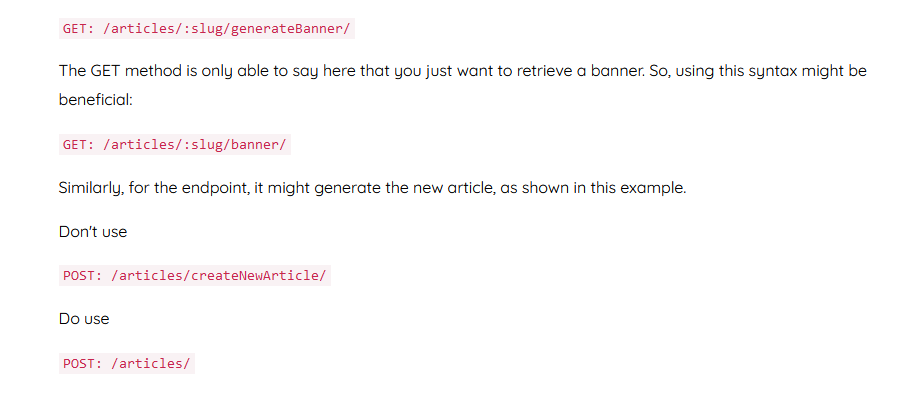 GET: /articles/:slug/generateBanner/
The GET method is only able to say here that you just want to retrieve a banner. So, using this syntax might be
beneficial:
GET: /articles/:slug/banner/
Similarly, for the endpoint, it might generate the new article, as shown in this example.
Don't use
POST: /articles/createNewArticle/
Do use
POST: /articles/